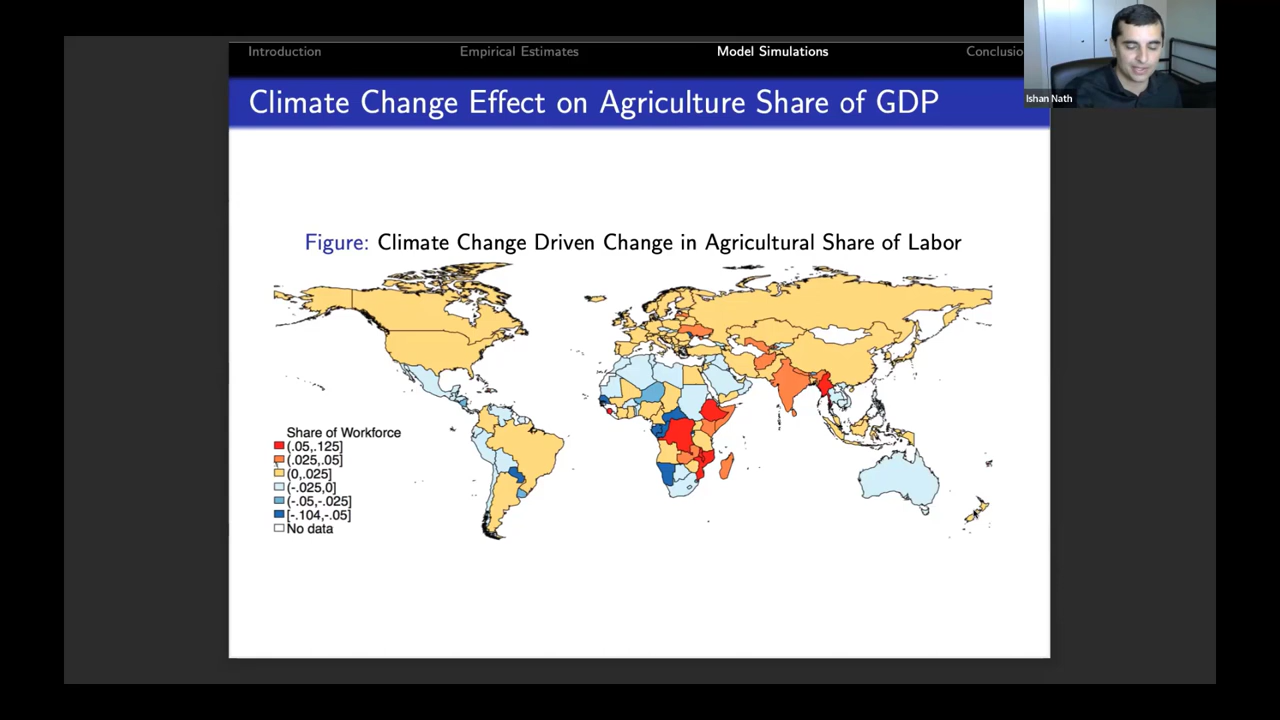 Introduction
Empirical Estimates
Model Simulations
Conclusio
Climate Change Effect on Agriculture Share of GDP
Ishan Nath
Figure: Climate Change Driven Change in Agricultural Share of Labor
Share of Workforce
(.05,.125]
(.025,.05]
(0,.025]
(-.025,0]
(-.05,-.025]
[-.104,-.05]
No data